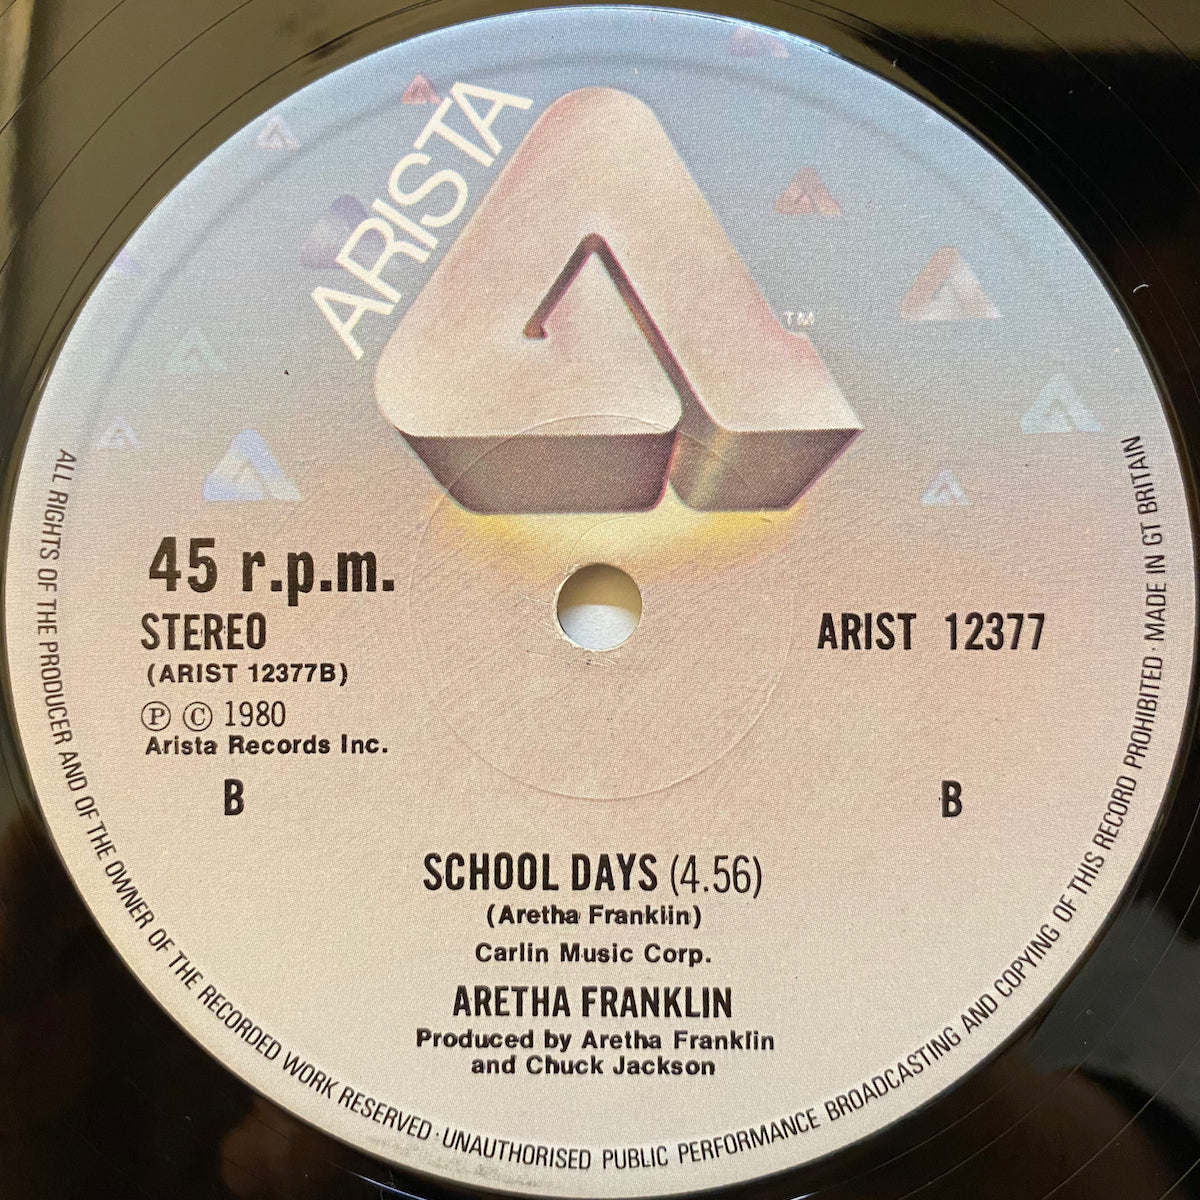 ARISTA
TM
45 r.p.m.
STEREO
(ARIST 12377B)
Ⓟ Ⓒ 1980
Arista Records Inc.
B
ARIST 12377
B
SCHOOL DAYS (4.56)
(Aretha Franklin)
Carlin Music Corp.
ARETHA FRANKLIN
Produced by Aretha Franklin
and Chuck Jackson
ALL RIGHTS OF THE PRODUCER AND OF THE OWNER OF THE RECORDED WORK RESERVED · UNAUTHORISED PUBLIC PERFORMANCE BROADCASTING AND COPYING OF THIS RECORD PROHIBITED · MADE IN GT BRITAIN